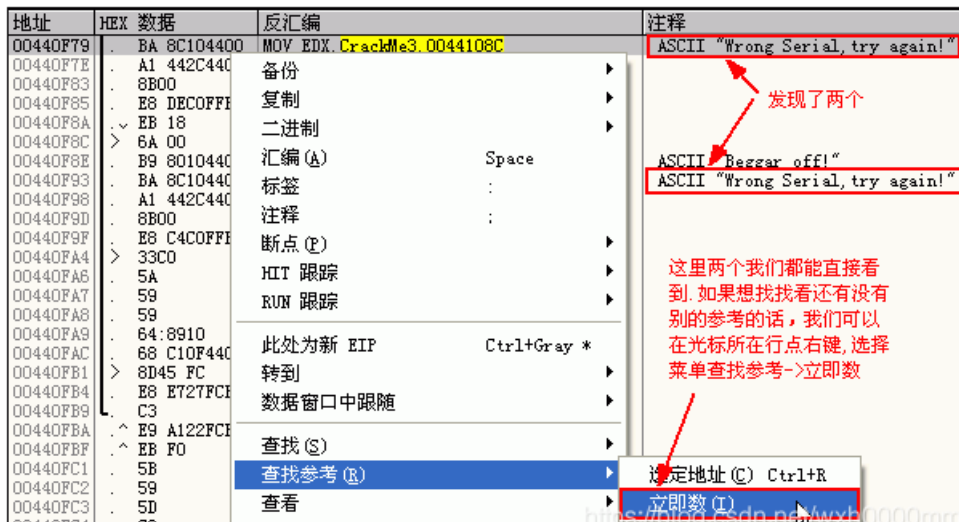 地址 HEX 数据 反汇编 注释
00440F79 . BA 8C104400 MOV EDX,CrackMe3.0044108C ASCII "Wrong Serial,try again!"
00440F7E . A1 442C440
00440F83 . 8B00
00440F85 . E8 DEC0FFF
00440F8A .v EB 18
00440F8C > 6A 00
00440F8E . B9 8010440 ASCII "Beggar off!"
00440F93 . BA 8C10440 ASCII "Wrong Serial,try again!"
00440F98 . A1 442C440
00440F9D . 8B00
00440F9F . E8 C4C0FFF
00440FA4 > 33C0
00440FA6 . 5A
00440FA7 . 59
00440FA8 . 59
00440FA9 . 64:8910
00440FAC . 68 C10F440
00440FB1 > 8D45 FC
00440FB4 . E8 E727FCF
00440FB9 . C3
00440FBA .^ E9 A122FCF
00440FBF .^ EB F0
00440FC1 . 5B
00440FC2 . 59
00440FC3 . 5D
备份
复制
二进制
汇编(A) Space
标签 :
注释 ;
断点(P)
HIT 跟踪
RUN 跟踪
此处为新 EIP Ctrl+Gray *
转到
数据窗口中跟随
查找(S)
查找参考(R)
查看
选定地址(C) Ctrl+R
立即数(I)
发现了两个
这里两个我们都能直接看
到.如果想找找看还有没有
别的参考的话，我们可以
在光标所在行点右键,选择
菜单查找参考->立即数